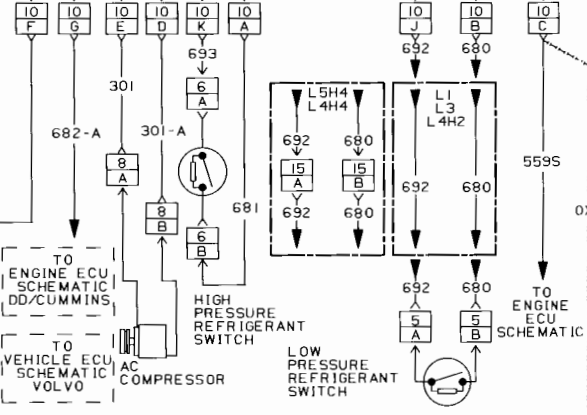 10 10 10 10 10 10 10 10 10
F G E D K A J B C
693 692 680
301
6
A
L5H4
L4H4
L1
L3
L4H2
682-A 301-A
692 680
8
A
15 15
A B
559S
692 680
692 680
681
8
B
6
B
TO
ENGINE ECU
SCHEMATIC
DD/CUMMINS
692 680
HIGH
PRESSURE
REFRIGERANT
SWITCH
TO
ENGINE
ECU
SCHEMATIC
5 5
A B
TO
VEHICLE ECU
SCHEMATIC
VOLVO
AC
COMPRESSOR
LOW
PRESSURE
REFRIGERANT
SWITCH